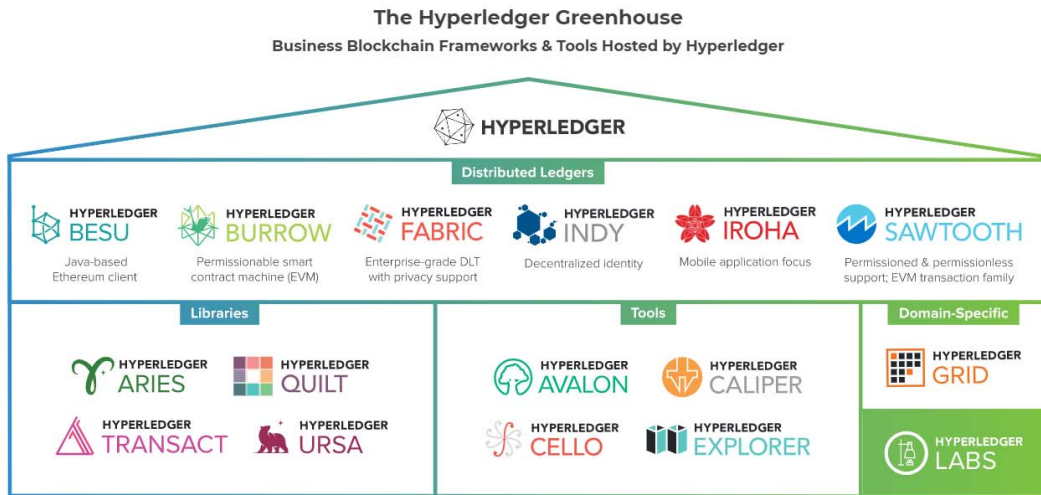 The Hyperledger Greenhouse
Business Blockchain Frameworks & Tools Hosted by Hyperledger
HYPERLEDGER
Distributed Ledgers
HYPERLEDGER
BESU
Java-based
Ethereum client
HYPERLEDGER
BURROW
Permissionable smart
contract machine (EVM)
HYPERLEDGER
FABRIC
Enterprise-grade DLT
with privacy support
HYPERLEDGER
INDY
Decentralized identity
HYPERLEDGER
IROHA
Mobile application focus
HYPERLEDGER
SAWTOOTH
Permissioned & permissionless
support; EVM transaction family
Libraries
HYPERLEDGER
ARIES
HYPERLEDGER
QUILT
HYPERLEDGER
TRANSACT
HYPERLEDGER
URSA
Tools
HYPERLEDGER
AVALON
HYPERLEDGER
CALIPER
HYPERLEDGER
CELLO
HYPERLEDGER
EXPLORER
Domain-Specific
HYPERLEDGER
GRID
HYPERLEDGER
LABS